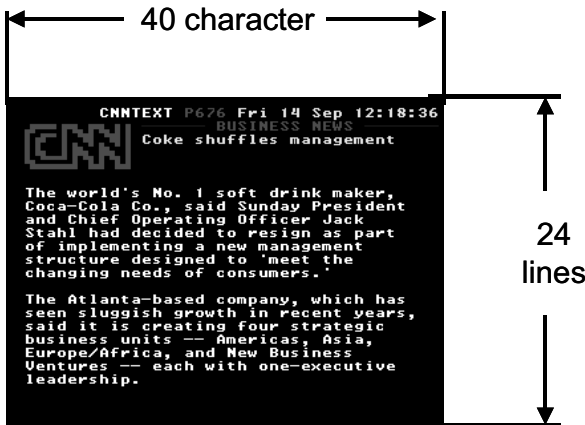 40 character
CNNTEXT P676 Fri 14 Sep 12:18:36
BUSINESS NEWS
CNN
Coke shuffles management
The world's No. 1 soft drink maker,
Coca-Cola Co., said Sunday President
and Chief Operating Officer Jack
Stahl had decided to resign as part
of implementing a new management
structure designed to 'meet the
changing needs of consumers.'
The Atlanta-based company, which has
seen sluggish growth in recent years,
said it is creating four strategic
business units -- Americas, Asia,
Europe/Africa, and New Business
Ventures -- each with one-executive
leadership.
24
lines